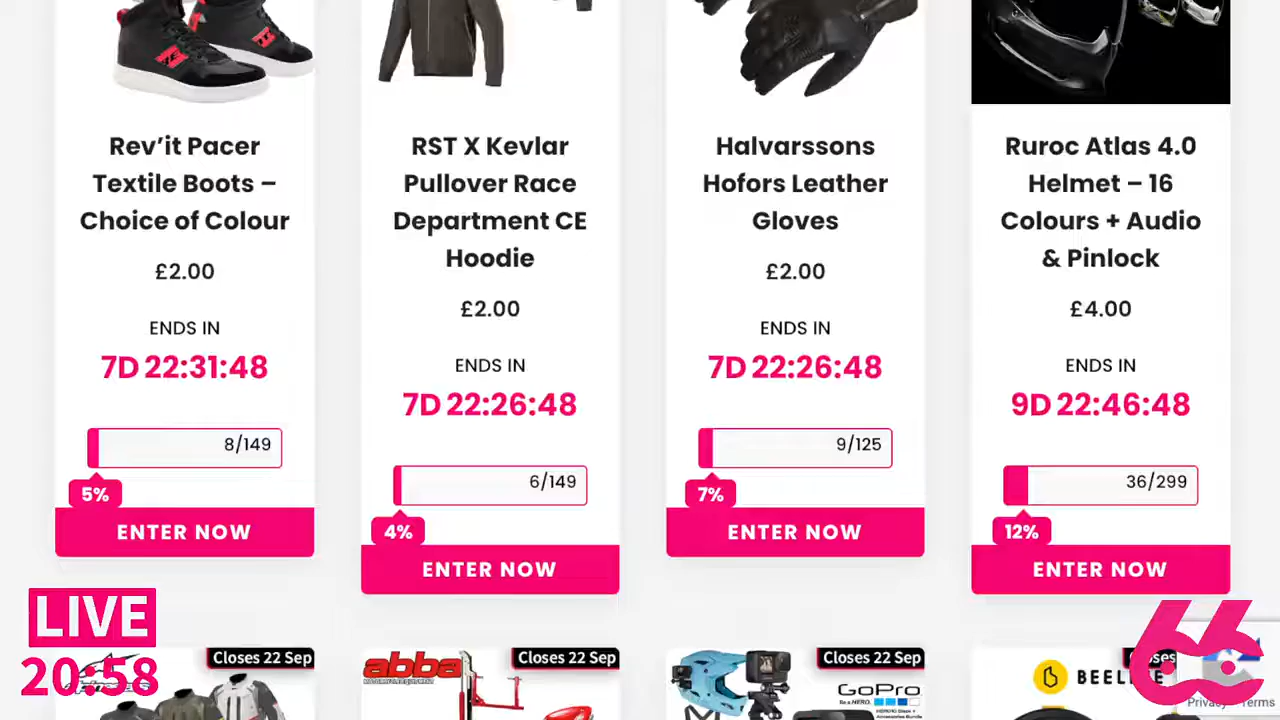 Rev’it Pacer
Textile Boots –
Choice of Colour
£2.00
ENDS IN
7D 22:31:48
8/149
5%
ENTER NOW
RST X Kevlar
Pullover Race
Department CE
Hoodie
£2.00
ENDS IN
7D 22:26:48
6/149
4%
ENTER NOW
Halvarssons
Hofors Leather
Gloves
£2.00
ENDS IN
7D 22:26:48
9/125
7%
ENTER NOW
Ruroc Atlas 4.0
Helmet – 16
Colours + Audio
& Pinlock
£4.00
ENDS IN
9D 22:46:48
36/299
12%
ENTER NOW
LIVE
20:58
Closes 22 Sep
abba
Closes 22 Sep
Closes 22 Sep
GoPro
Be a HERO.
66
Terms